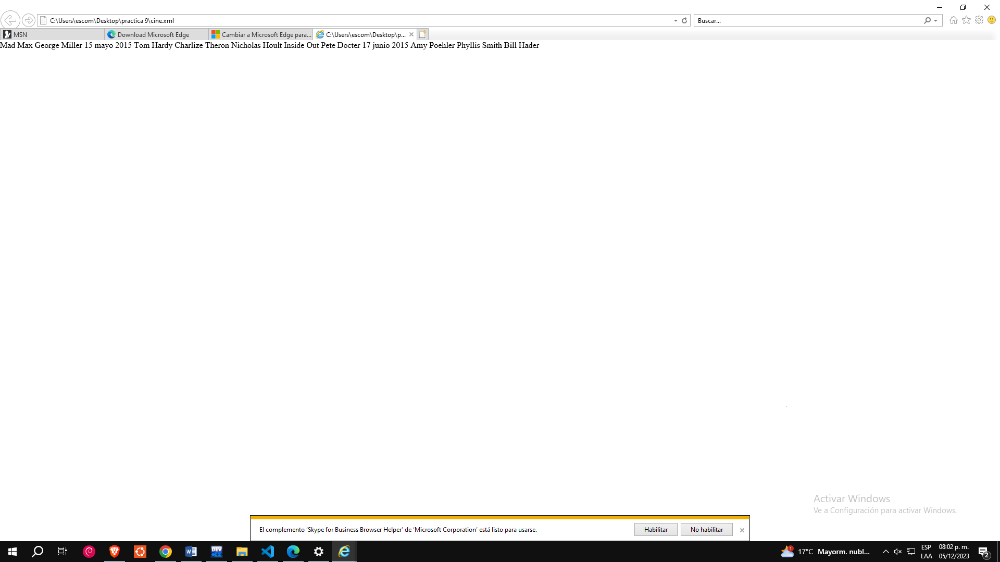 C:\Users\escom\Desktop\practica 9\cine.xml
Buscar...
MSN
Download Microsoft Edge
Cambiar a Microsoft Edge para...
C:\Users\escom\Desktop\p...
Mad Max George Miller 15 mayo 2015 Tom Hardy Charlize Theron Nicholas Hoult Inside Out Pete Docter 17 junio 2015 Amy Poehler Phyllis Smith Bill Hader
Activar Windows
Ve a Configuración para activar Windows.
El complemento 'Skype for Business Browser Helper' de 'Microsoft Corporation' está listo para usarse.
Habilitar
No habilitar
DEV
1
17°C Mayorm. nubl...
ESP
LAA
08:02 p. m.
05/12/2023
2